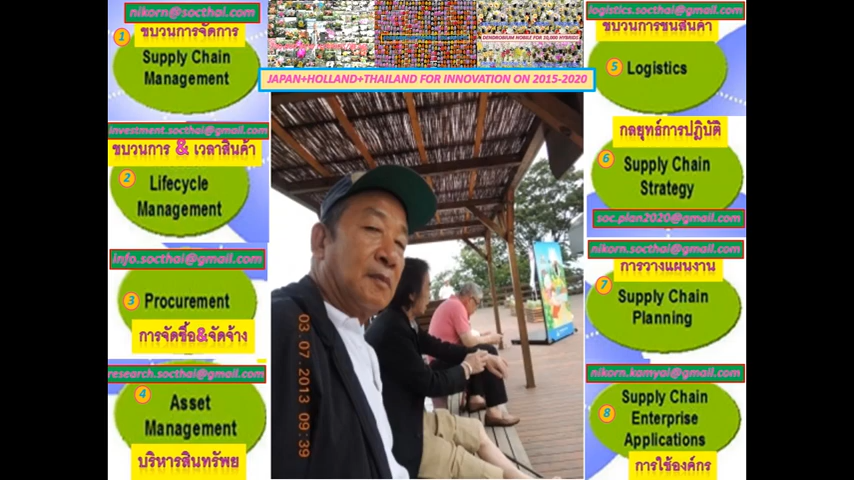 nikorn@socthai.com
ขบวนการจัดการ
1
Supply Chain
Management
investment.socthai@gmail.com
ขบวนการ & เวลาสินค้า
2
Lifecycle
Management
info.socthai@gmail.com
3
Procurement
การจัดซื้อ&จัดจ้าง
research.socthai@gmail.com
4
Asset
Management
บริหารสินทรัพย
DENDROBIUM MOBILE FOR 10,000 HYBRIDS
JAPAN+HOLLAND+THAILAND FOR INNOVATION ON 2015-2020
03.07.2013 09:39
logistics.socthai@gmail.com
ขบวนการขนสินค้า
5
Logistics
กลยุทธ์การปฏิบัติ
6
Supply Chain
Strategy
soc.plan2020@gmail.com
nikorn.socthai@gmail.com
การวางแผนงาน
7
Supply Chain
Planning
nikorn.kamyai@gmail.com
8
Supply Chain
Enterprise
Applications
การใช้องค์กร